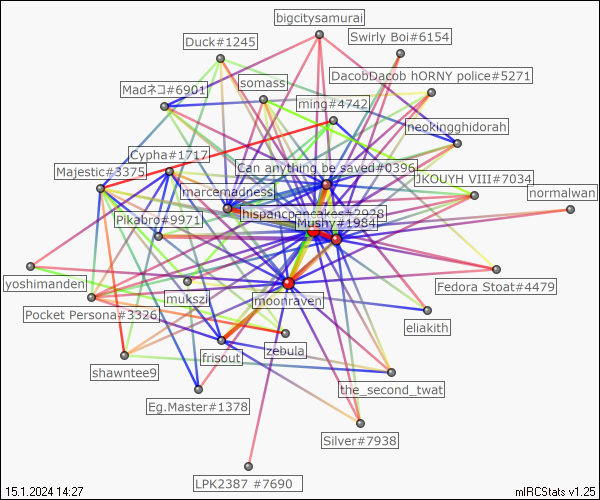 bigcitysamurai
Swirly Boi#6154
Duck#1245
DacobDacob hORNY police#5271
somass
Madネコ#6901
ming#4742
neokingghidorah
Cypha#1717
Can anything be saved#0396
Majestic#3375
JKOUYH VIII#7034
marcemadness
normalwan
hispancpancakes#2928
Pikabro#9971
Mushy#1984
yoshimanden
Fedora Stoat#4479
mukszii
moonraven
Pocket Persona#3326
eliakith
zebula
frisout
shawntee9
the_second_twat
Eg.Master#1378
Silver#7938
LPK2387 #7690
15.1.2024 14:27
mIRCStats v1.25